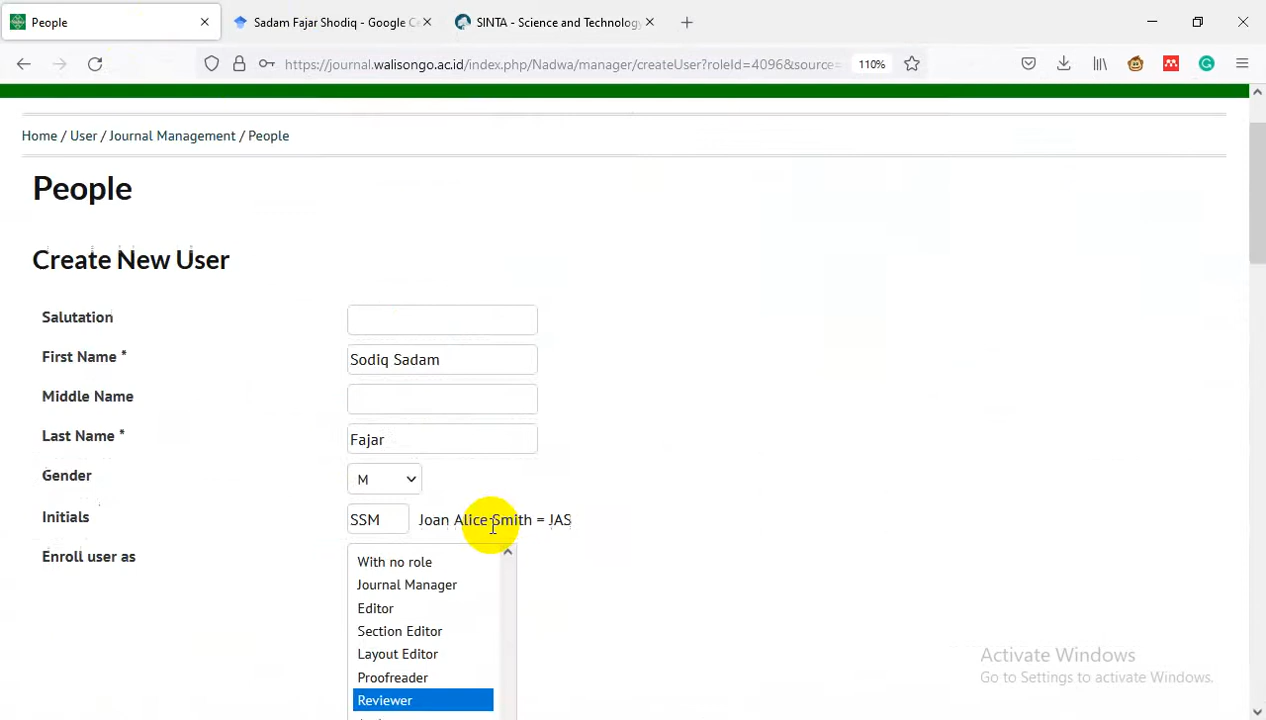 People
Sadam Fajar Shodiq - Google
SINTA - Science and Technology
https://journal.walisongo.ac.id/index.php/Nadwa/manager/createUser?roleId=4096&source=
110%
Home / User / Journal Management / People
People
Create New User
Salutation
First Name * Sodiq Sadam
Middle Name
Last Name * Fajar
Gender M
Initials SSM Joan Alice Smith = JAS
Enroll user as
With no role
Journal Manager
Editor
Section Editor
Layout Editor
Proofreader
Reviewer
Activate Windows
Go to Settings to activate Windows.